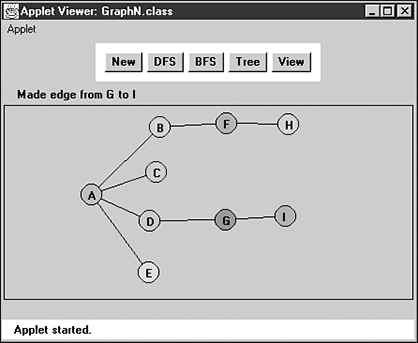 Applet Viewer: GraphN.class
Applet
New DFS BFS Tree View
Made edge from G to I
B F H
C
A
D G I
E
Applet started.